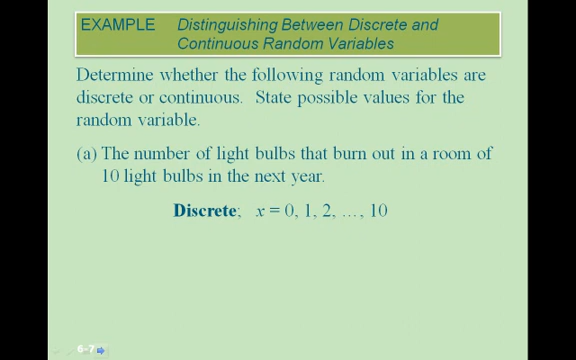 EXAMPLE Distinguishing Between Discrete and
Continuous Random Variables
Determine whether the following random variables are
discrete or continuous. State possible values for the
random variable.
(a) The number of light bulbs that burn out in a room of
10 light bulbs in the next year.
Discrete; x = 0, 1, 2, …, 10
6-7